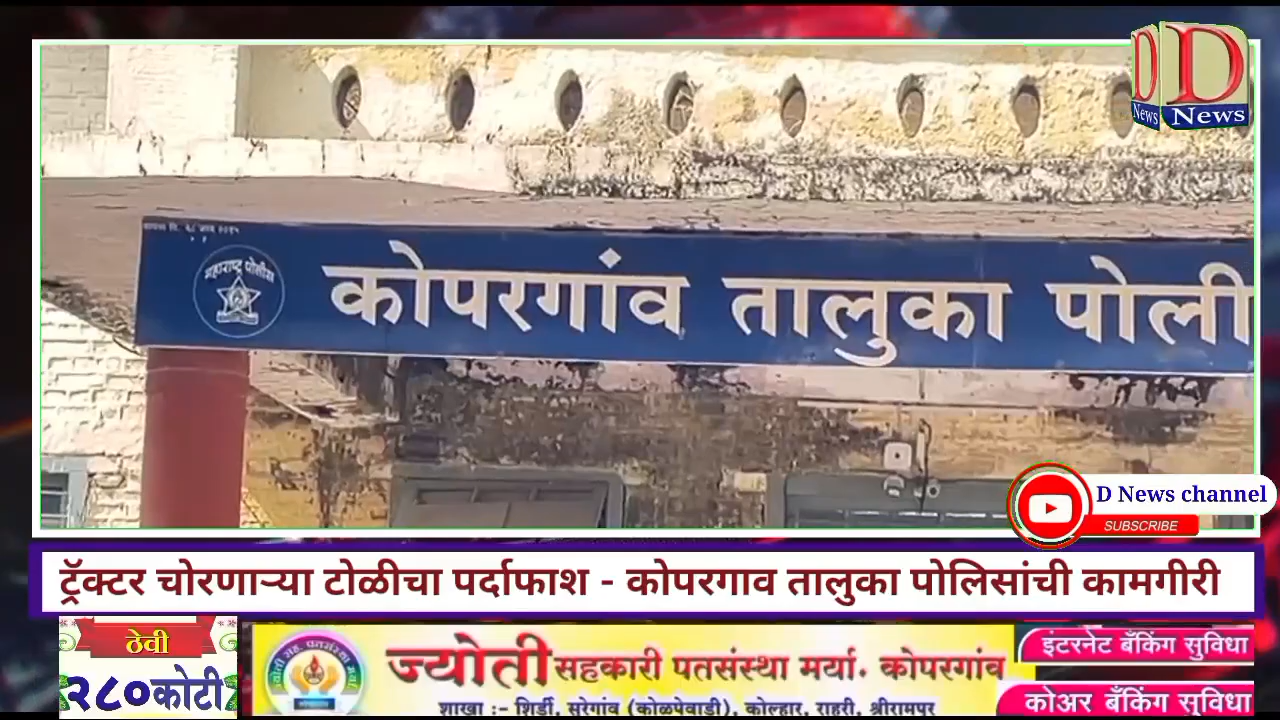 D
D
News
News
महाराष्ट्र पोलीस
कोपरगांव तालुका पोली
D News channel
SUBSCRIBE
ट्रॅक्टर चोरणाऱ्या टोळीचा पर्दाफाश - कोपरगाव तालुका पोलिसांची कामगीरी
ठेवी
२८०कोटी
ज्योती सहकारी पतसंस्था मर्या. कोपरगांव
शाखा :- शिर्डी, सुरेगांव (कोळपेवाडी), कोल्हार, राहुरी, श्रीरामपुर
इंटरनेट बँकिंग सुविधा
कोअर बँकिंग सुविधा